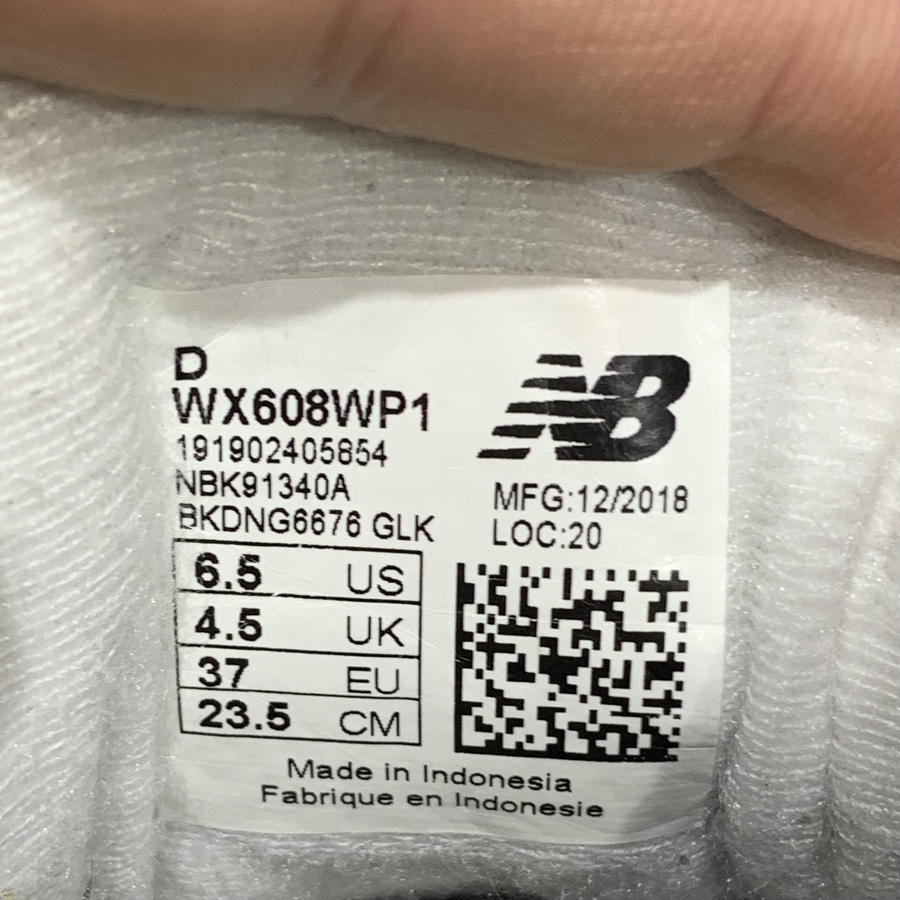 D
WX608WP1
191902405854
NBK91340A
BKDNG6676 GLK
NB
MFG:12/2018
LOC:20
6.5 US
4.5 UK
37 EU
23.5 CM
Made in Indonesia
Fabrique en Indonesie